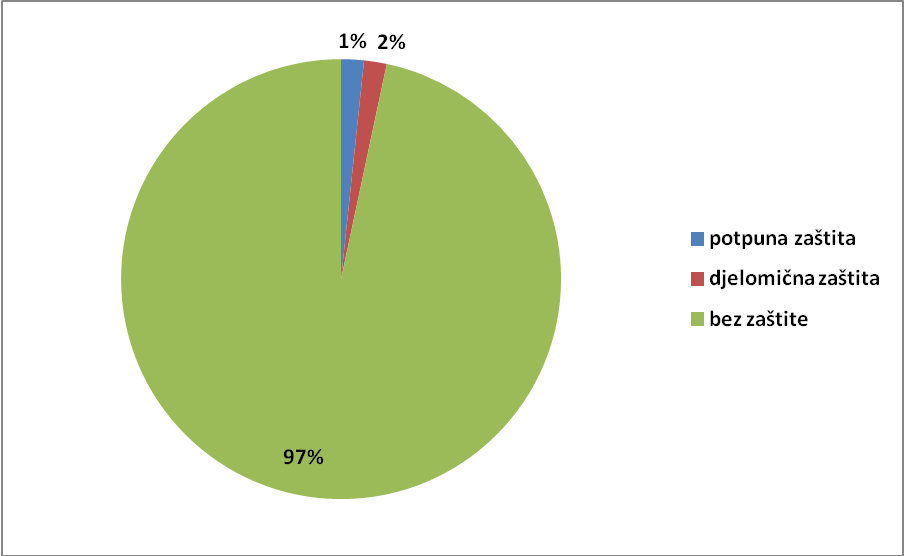 1% 2%
potpuna zaštita
djelomična zaštita
bez zaštite
97%